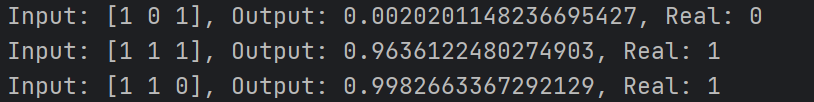 Input: [1 0 1], Output: 0.0020201148236695427, Real: 0
Input: [1 1 1], Output: 0.9636122480274903, Real: 1
Input: [1 1 0], Output: 0.9982663367292129, Real: 1